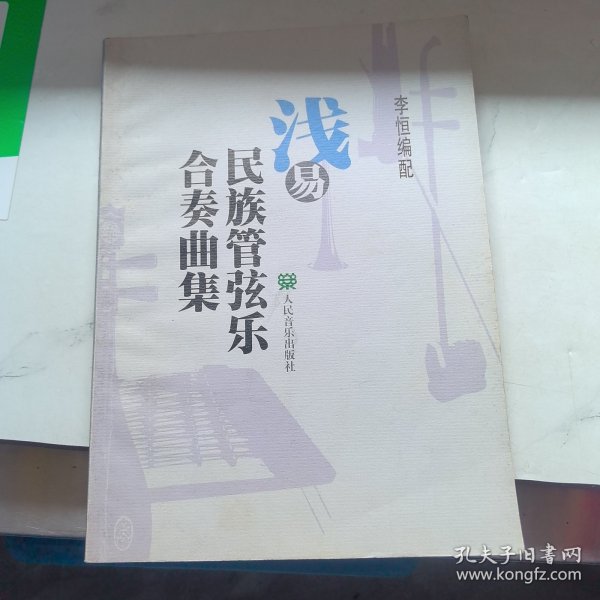 李恒编配
浅易
民族管弦乐
合奏曲集
人民音乐出版社
孔夫子旧书网
www.kongfz.com